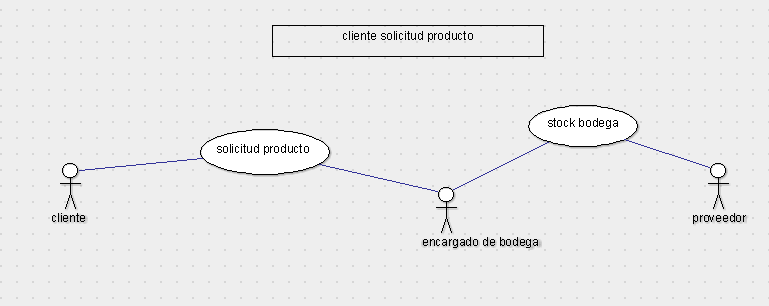 cliente solicitud producto
stock bodega
solicitud producto
cliente
encargado de bodega
proveedor